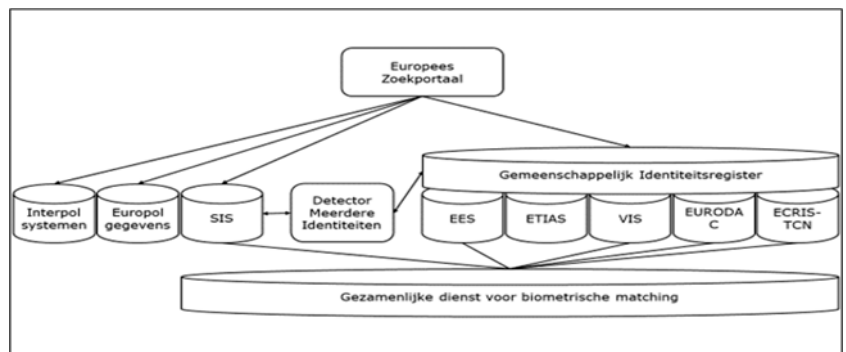 Europees
Zoekportaal
Gemeenschappelijk Identiteitsregister
Interpol
systemen
Europol
gegevens
SIS
Detector
Meerdere
Identiteiten
EES
ETIAS
VIS
EURODA
C
ECRIS-
TCN
Gezamenlijke dienst voor biometrische matching